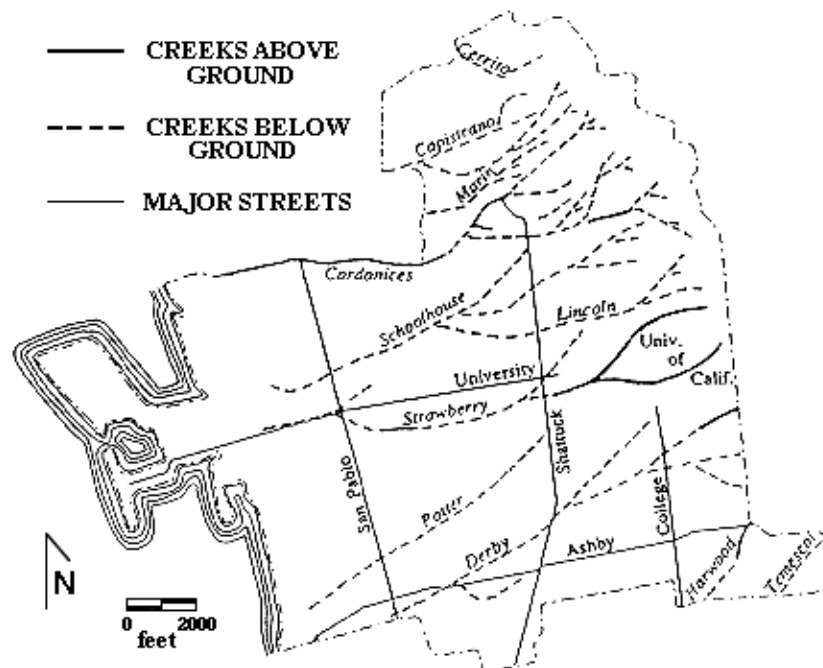 CREEKS ABOVE
GROUND
CREEKS BELOW
GROUND
MAJOR STREETS
Cerrito
Capistrano
Marin
Cordonices
Schoolhouse
Lincoln
Univ.
of
Calif.
University
Strawberry
Shattuck
San Pablo
College
Potter
Derby
Ashby
Harwood
Temescal
N
0 2000
feet